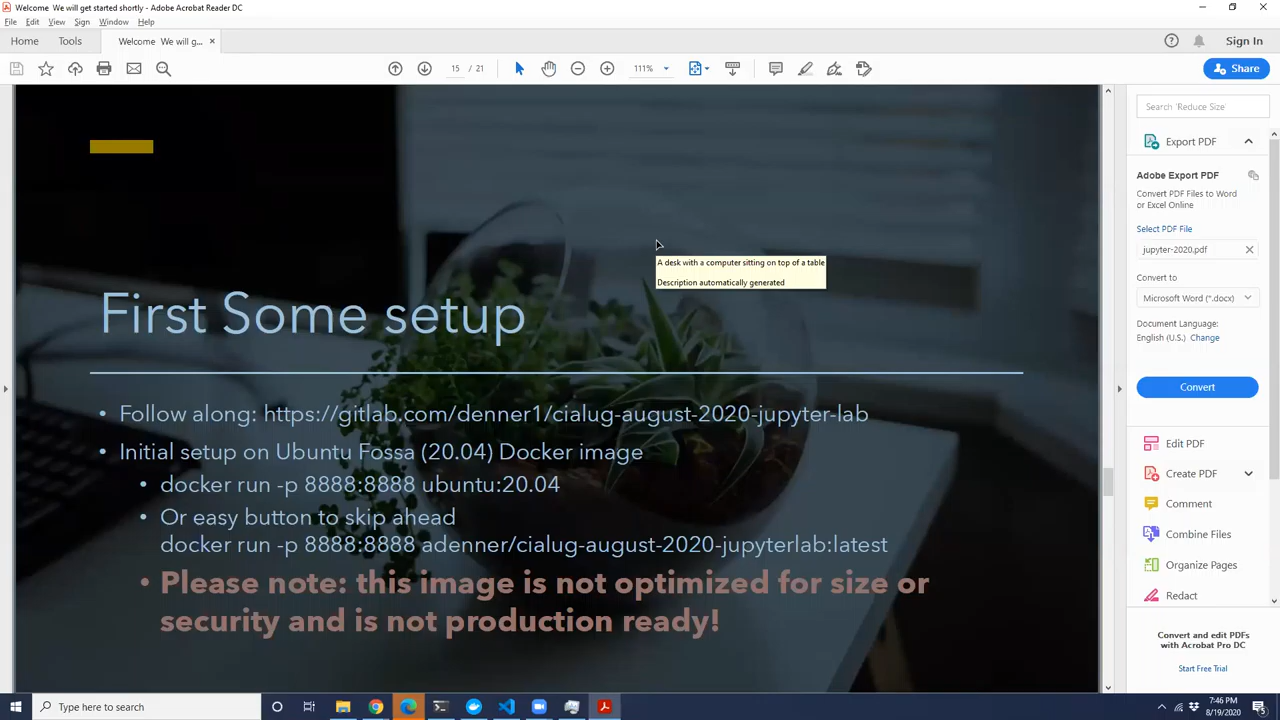 Welcome  We will get started shortly - Adobe Acrobat Reader DC
File Edit View Sign Window Help
Home Tools Welcome  We will g... × Sign In
15 / 21 111% Share
Search 'Reduce Size'
Export PDF
Adobe Export PDF
Convert PDF Files to Word
or Excel Online
Select PDF File
jupyter-2020.pdf
Convert to
Microsoft Word (*.docx)
Document Language:
English (U.S.) Change
Convert
Edit PDF
Create PDF
Comment
Combine Files
Organize Pages
Redact
Convert and edit PDFs
with Acrobat Pro DC
Start Free Trial
A desk with a computer sitting on top of a table
Description automatically generated
First Some setup
• Follow along: https://gitlab.com/denner1/cialug-august-2020-jupyter-lab
• Initial setup on Ubuntu Fossa (20.04) Docker image
• docker run -p 8888:8888 ubuntu:20.04
• Or easy button to skip ahead
docker run -p 8888:8888 adenner/cialug-august-2020-jupyterlab:latest
• Please note: this image is not optimized for size or
security and is not production ready!
Type here to search
7:46 PM
8/19/2020